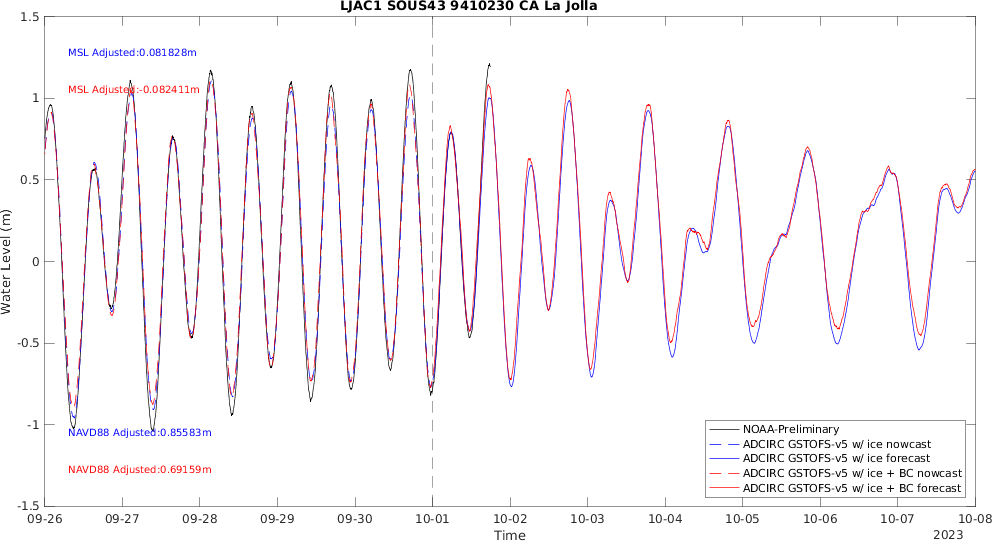 LJAC1 SOUS43 9410230 CA La Jolla
1.5
1
0.5
0
-0.5
-1
-1.5
Water Level (m)
MSL Adjusted:0.081828m
MSL Adjusted:-0.082411m
NAVD88 Adjusted:0.85583m
NAVD88 Adjusted:0.69159m
NOAA-Preliminary
ADCIRC GSTOFS-v5 w/ ice nowcast
ADCIRC GSTOFS-v5 w/ ice forecast
ADCIRC GSTOFS-v5 w/ ice + BC nowcast
ADCIRC GSTOFS-v5 w/ ice + BC forecast
09-26 09-27 09-28 09-29 09-30 10-01 10-02 10-03 10-04 10-05 10-06 10-07 10-08
Time
2023